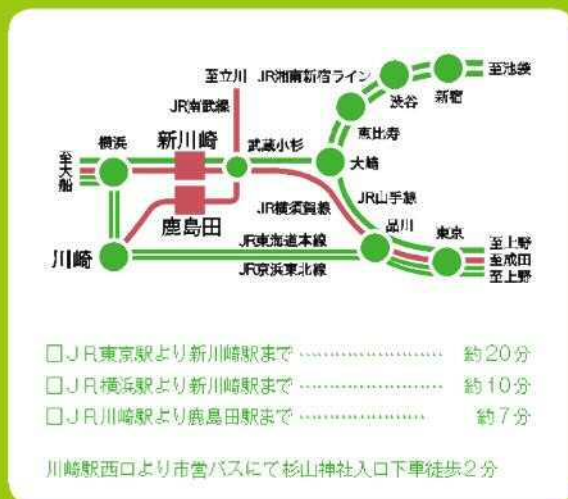 至立川 JR湘南新宿ライン 至池袋
JR南武線 渋谷 新宿
横浜 新川崎 武蔵小杉 恵比寿
至大船 大崎
鹿島田 JR横須賀線 JR山手線
品川 東京
川崎 JR東海道本線 至上野
至成田
JR京浜東北線 至上野
□JR東京駅より新川崎駅まで …………………… 約20分
□JR横浜駅より新川崎駅まで …………………… 約10分
□JR川崎駅より鹿島田駅まで ………………… 約7分
川崎駅西口より市営バスにて杉山神社入口下車徒歩2分